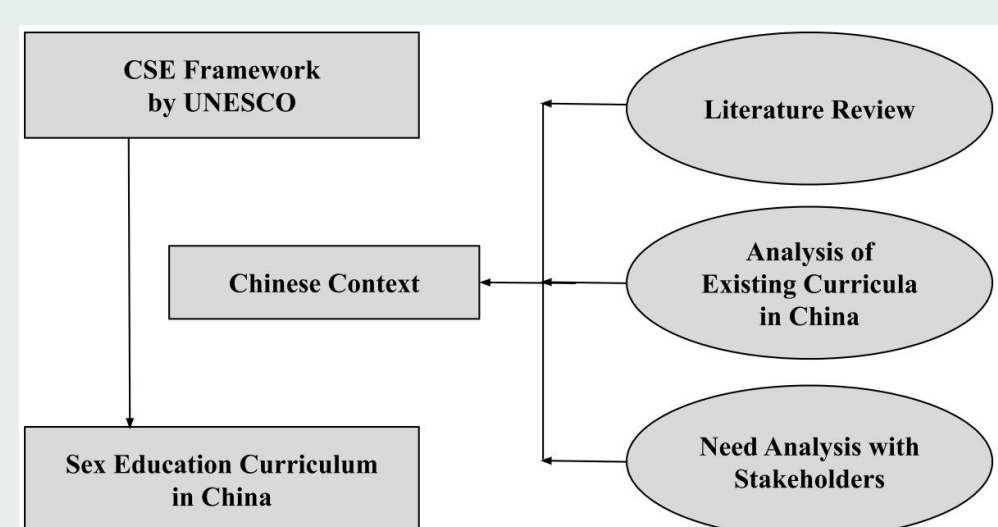 CSE Framework
by UNESCO
Literature Review
Chinese Context
Analysis of
Existing Curricula
in China
Sex Education Curriculum
in China
Need Analysis with
Stakeholders